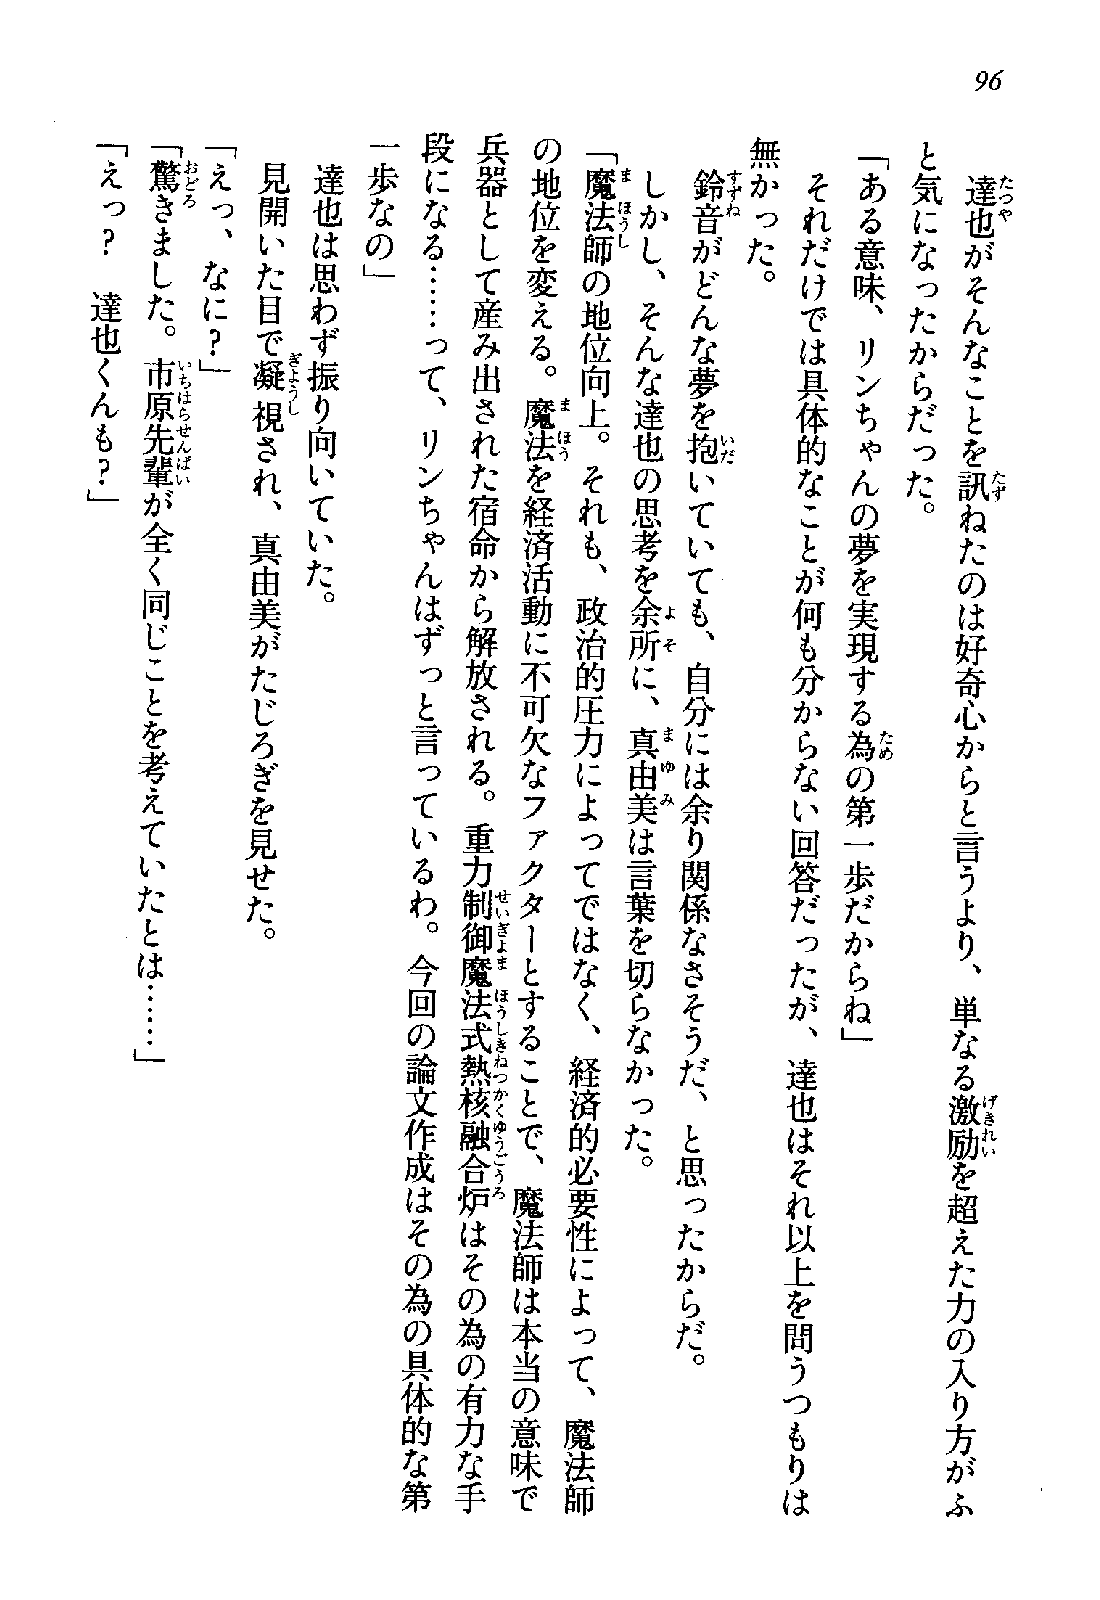 96
達也がそんなことを訊ねたのは好奇心からと言うより、単なる激励を超えた力の入り方がふ
と気になったからだった。
「ある意味、リンちゃんの夢を実現する為の第一歩だからね」
それだけでは具体的なことが何も分からない回答だったが、達也はそれ以上を問うつもりは
無かった。
鈴音がどんな夢を抱いていても、自分には余り関係なさそうだ、と思ったからだ。
しかし、そんな達也の思考を余所に、真由美は言葉を切らなかった。
「魔法師の地位向上。それも、政治的圧力によってではなく、経済的必要性によって、魔法師
の地位を変える。魔法を経済活動に不可欠なファクターとすることで、魔法師は本当の意味で
兵器として産み出された宿命から解放される。重力制御魔法式熱核融合炉はその為の有力な手
段になる……って、リンちゃんはずっと言っているわ。今回の論文作成はその為の具体的な第
一歩なの」
達也は思わず振り向いていた。
見開いた目で凝視され、真由美がたじろぎを見せた。
「えっ、なに？」
「驚きました。市原先輩が全く同じことを考えていたとは……」
「えっ？　達也くんも？」